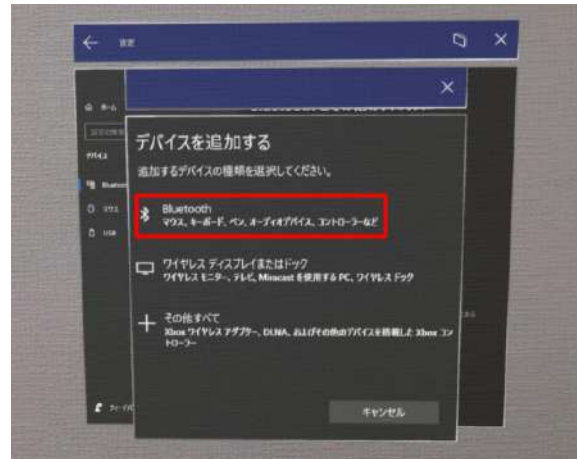 設定
ホーム
デバイスを追加する
追加するデバイスの種類を選択してください。
Bluetooth
マウス、キーボード、ペン、オーディオデバイス、コントローラーなど
マウス
USB
ワイヤレス ディスプレイまたはドック
ワイヤレス モニター、テレビ、Miracast を使用する PC、ワイヤレス ドック
その他すべて
Xbox ワイヤレス アダプター、DLNA、およびその他のデバイスを搭載した Xbox コン
トローラー
キャンセル